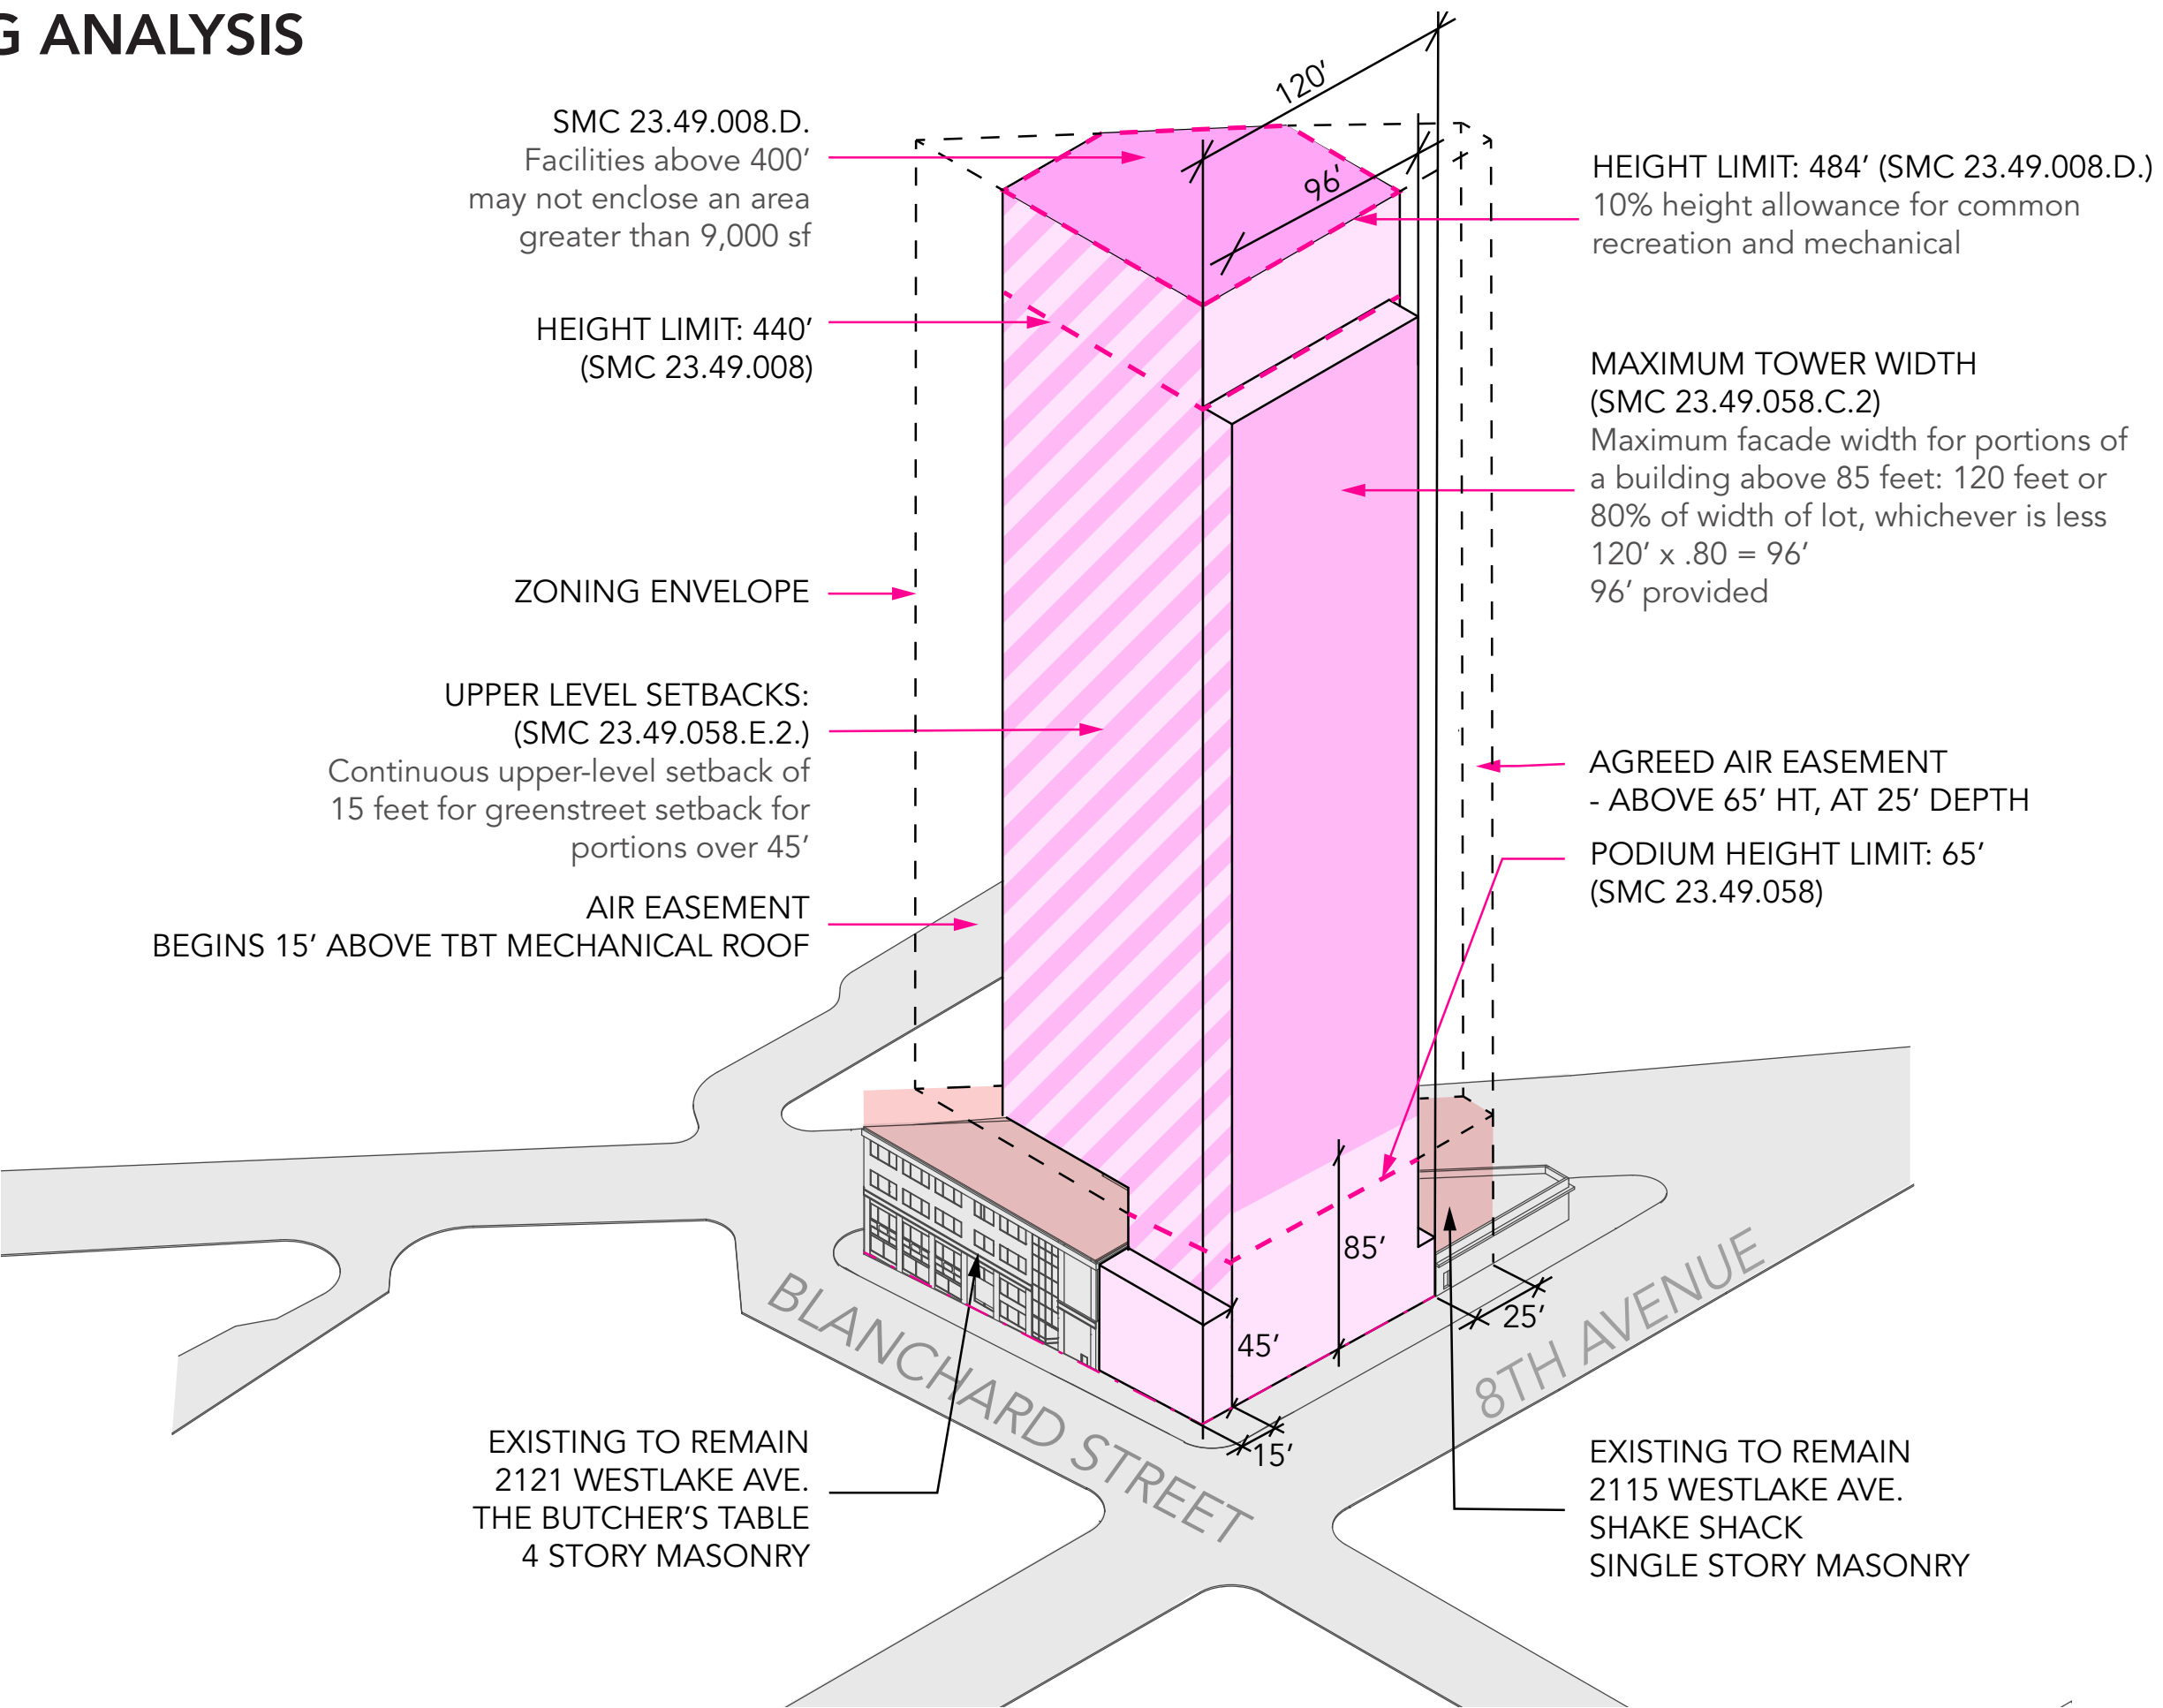 G ANALYSIS
SMC 23.49.008.D.
Facilities above 400’
may not enclose an area
greater than 9,000 sf
HEIGHT LIMIT: 440’
(SMC 23.49.008)
ZONING ENVELOPE
UPPER LEVEL SETBACKS:
(SMC 23.49.058.E.2.)
Continuous upper-level setback of
15 feet for greenstreet setback for
portions over 45’
AIR EASEMENT
BEGINS 15’ ABOVE TBT MECHANICAL ROOF
EXISTING TO REMAIN
2121 WESTLAKE AVE.
THE BUTCHER’S TABLE
4 STORY MASONRY
120’
96’
85’
45’
25’
15’
BLANCHARD STREET
8TH AVENUE
HEIGHT LIMIT: 484’ (SMC 23.49.008.D.)
10% height allowance for common
recreation and mechanical
MAXIMUM TOWER WIDTH
(SMC 23.49.058.C.2)
Maximum facade width for portions of
a building above 85 feet: 120 feet or
80% of width of lot, whichever is less
120’ x .80 = 96’
96’ provided
AGREED AIR EASEMENT
- ABOVE 65’ HT, AT 25’ DEPTH
PODIUM HEIGHT LIMIT: 65’
(SMC 23.49.058)
EXISTING TO REMAIN
2115 WESTLAKE AVE.
SHAKE SHACK
SINGLE STORY MASONRY